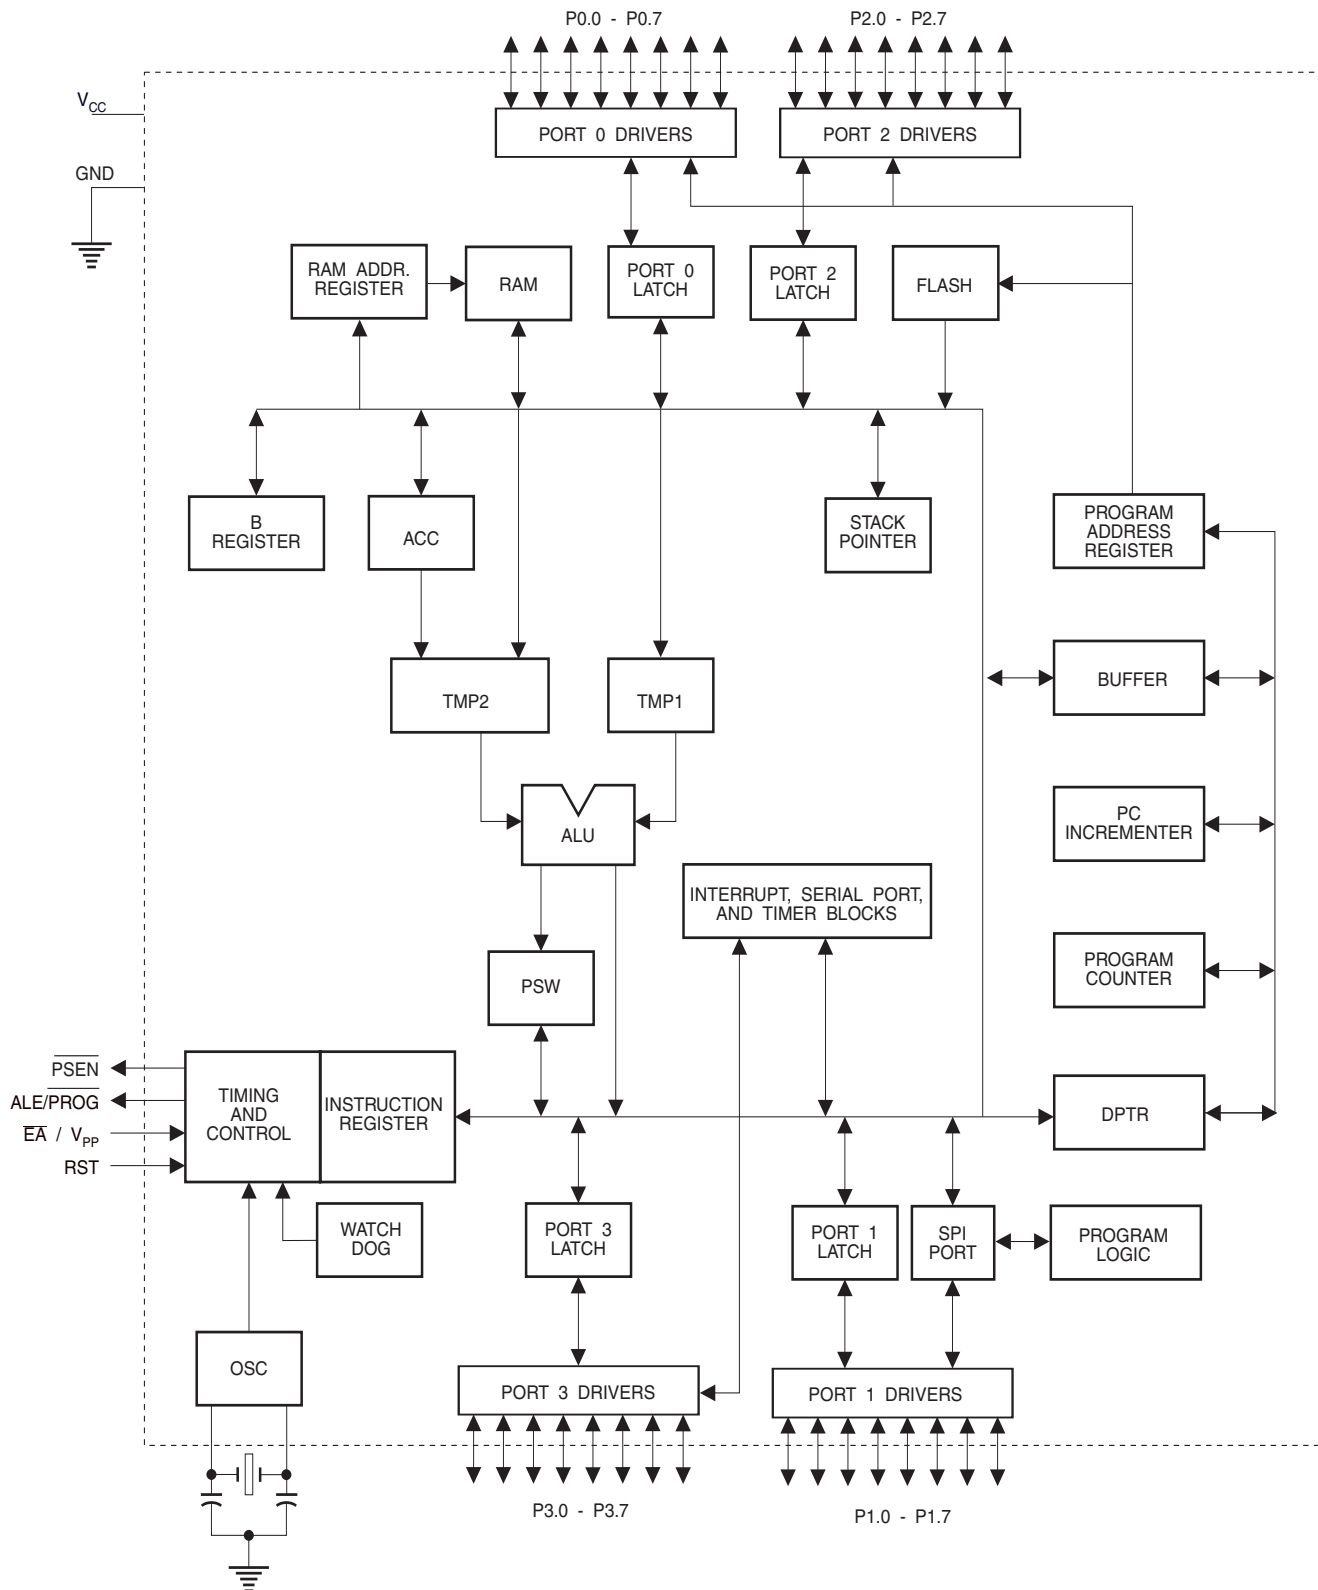 P0.0 - P0.7
P2.0 - P2.7
VCC
GND
PORT 0 DRIVERS
PORT 2 DRIVERS
RAM ADDR.
REGISTER
RAM
PORT 0
LATCH
PORT 2
LATCH
FLASH
B
REGISTER
ACC
STACK
POINTER
PROGRAM
ADDRESS
REGISTER
TMP2
TMP1
BUFFER
ALU
PC
INCREMENTER
INTERRUPT, SERIAL PORT,
AND TIMER BLOCKS
PSW
PROGRAM
COUNTER
PSEN
ALE/PROG
EA / VPP
RST
TIMING
AND
CONTROL
INSTRUCTION
REGISTER
DPTR
WATCH
DOG
PORT 3
LATCH
PORT 1
LATCH
SPI
PORT
PROGRAM
LOGIC
OSC
PORT 3 DRIVERS
PORT 1 DRIVERS
P3.0 - P3.7
P1.0 - P1.7